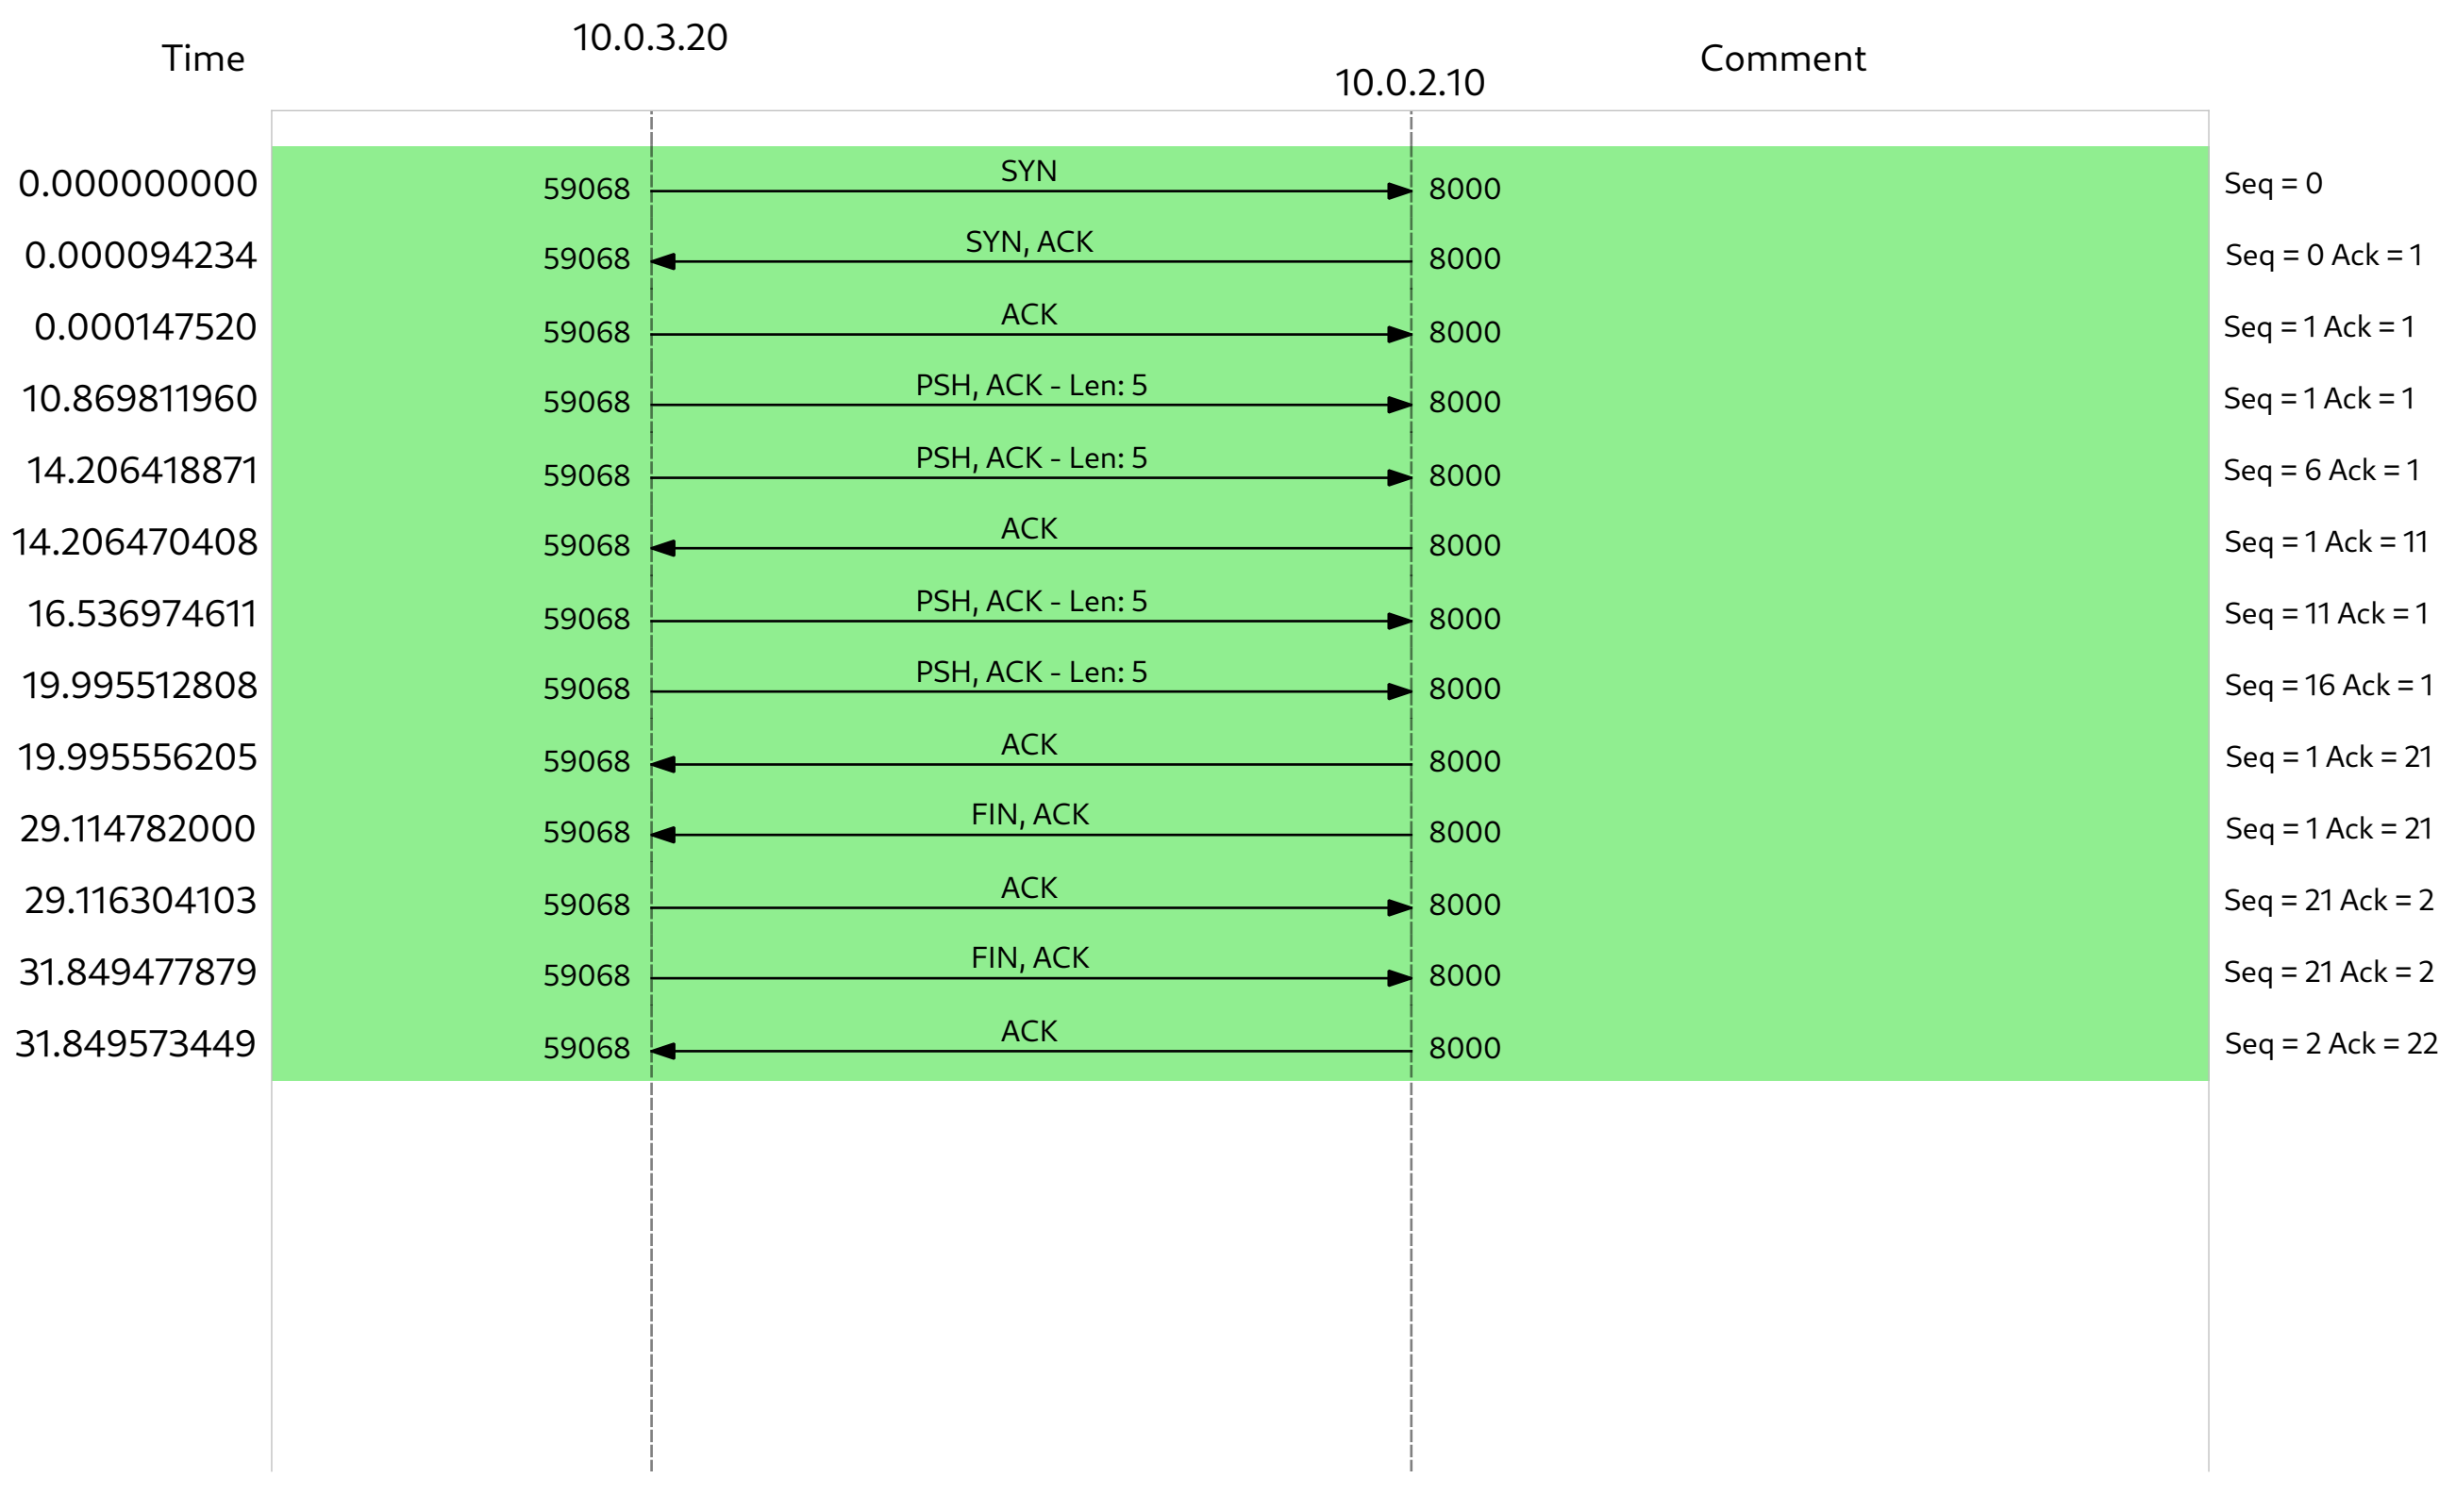 Time 10.0.3.20 10.0.2.10 Comment
SYN
0.000000000 59068 8000 Seq = 0
SYN, ACK
0.000094234 59068 8000 Seq = 0 Ack = 1
ACK
0.000147520 59068 8000 Seq = 1 Ack = 1
PSH, ACK - Len: 5
10.869811960 59068 8000 Seq = 1 Ack = 1
PSH, ACK - Len: 5
14.206418871 59068 8000 Seq = 6 Ack = 1
ACK
14.206470408 59068 8000 Seq = 1 Ack = 11
PSH, ACK - Len: 5
16.536974611 59068 8000 Seq = 11 Ack = 1
PSH, ACK - Len: 5
19.995512808 59068 8000 Seq = 16 Ack = 1
ACK
19.995556205 59068 8000 Seq = 1 Ack = 21
FIN, ACK
29.114782000 59068 8000 Seq = 1 Ack = 21
ACK
29.116304103 59068 8000 Seq = 21 Ack = 2
FIN, ACK
31.849477879 59068 8000 Seq = 21 Ack = 2
ACK
31.849573449 59068 8000 Seq = 2 Ack = 22